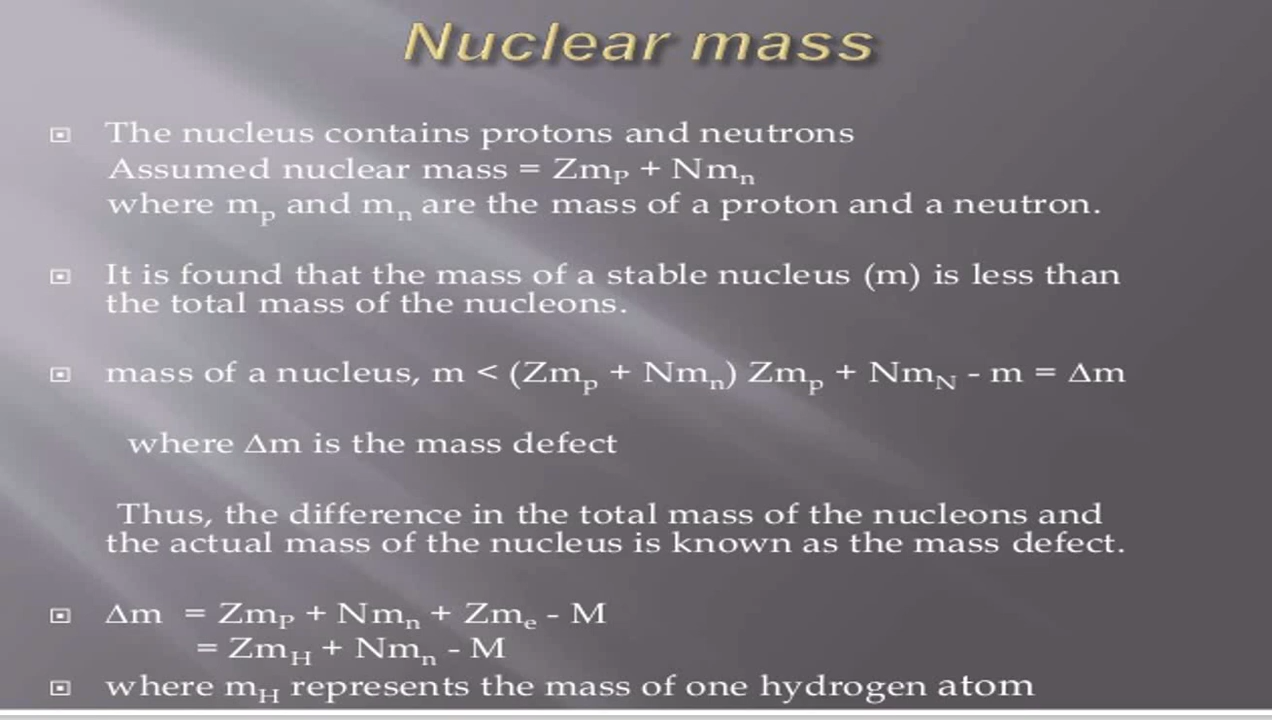 Nuclear mass
The nucleus contains protons and neutrons
Assumed nuclear mass = Zmₚ + Nmₙ
where mₚ and mₙ are the mass of a proton and a neutron.
It is found that the mass of a stable nucleus (m) is less than
the total mass of the nucleons.
mass of a nucleus, m < (Zmₚ + Nmₙ) Zmₚ + Nm_N - m = Δm
where Δm is the mass defect
Thus, the difference in the total mass of the nucleons and
the actual mass of the nucleus is known as the mass defect.
Δm = Zm_P + Nmₙ + Zmₑ - M
= Zm_H + Nmₙ - M
where m_H represents the mass of one hydrogen atom